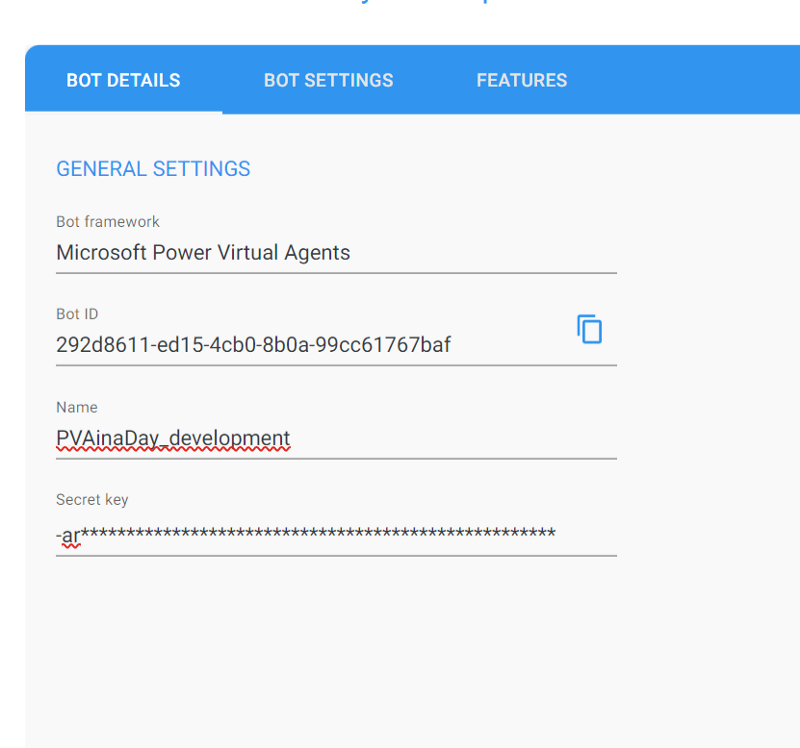 BOT DETAILS
BOT SETTINGS
FEATURES
GENERAL SETTINGS
Bot framework
Microsoft Power Virtual Agents
Bot ID
292d8611-ed15-4cb0-8b0a-99cc61767baf
Name
PVAinaDay_development
Secret key
-ar****************************************************